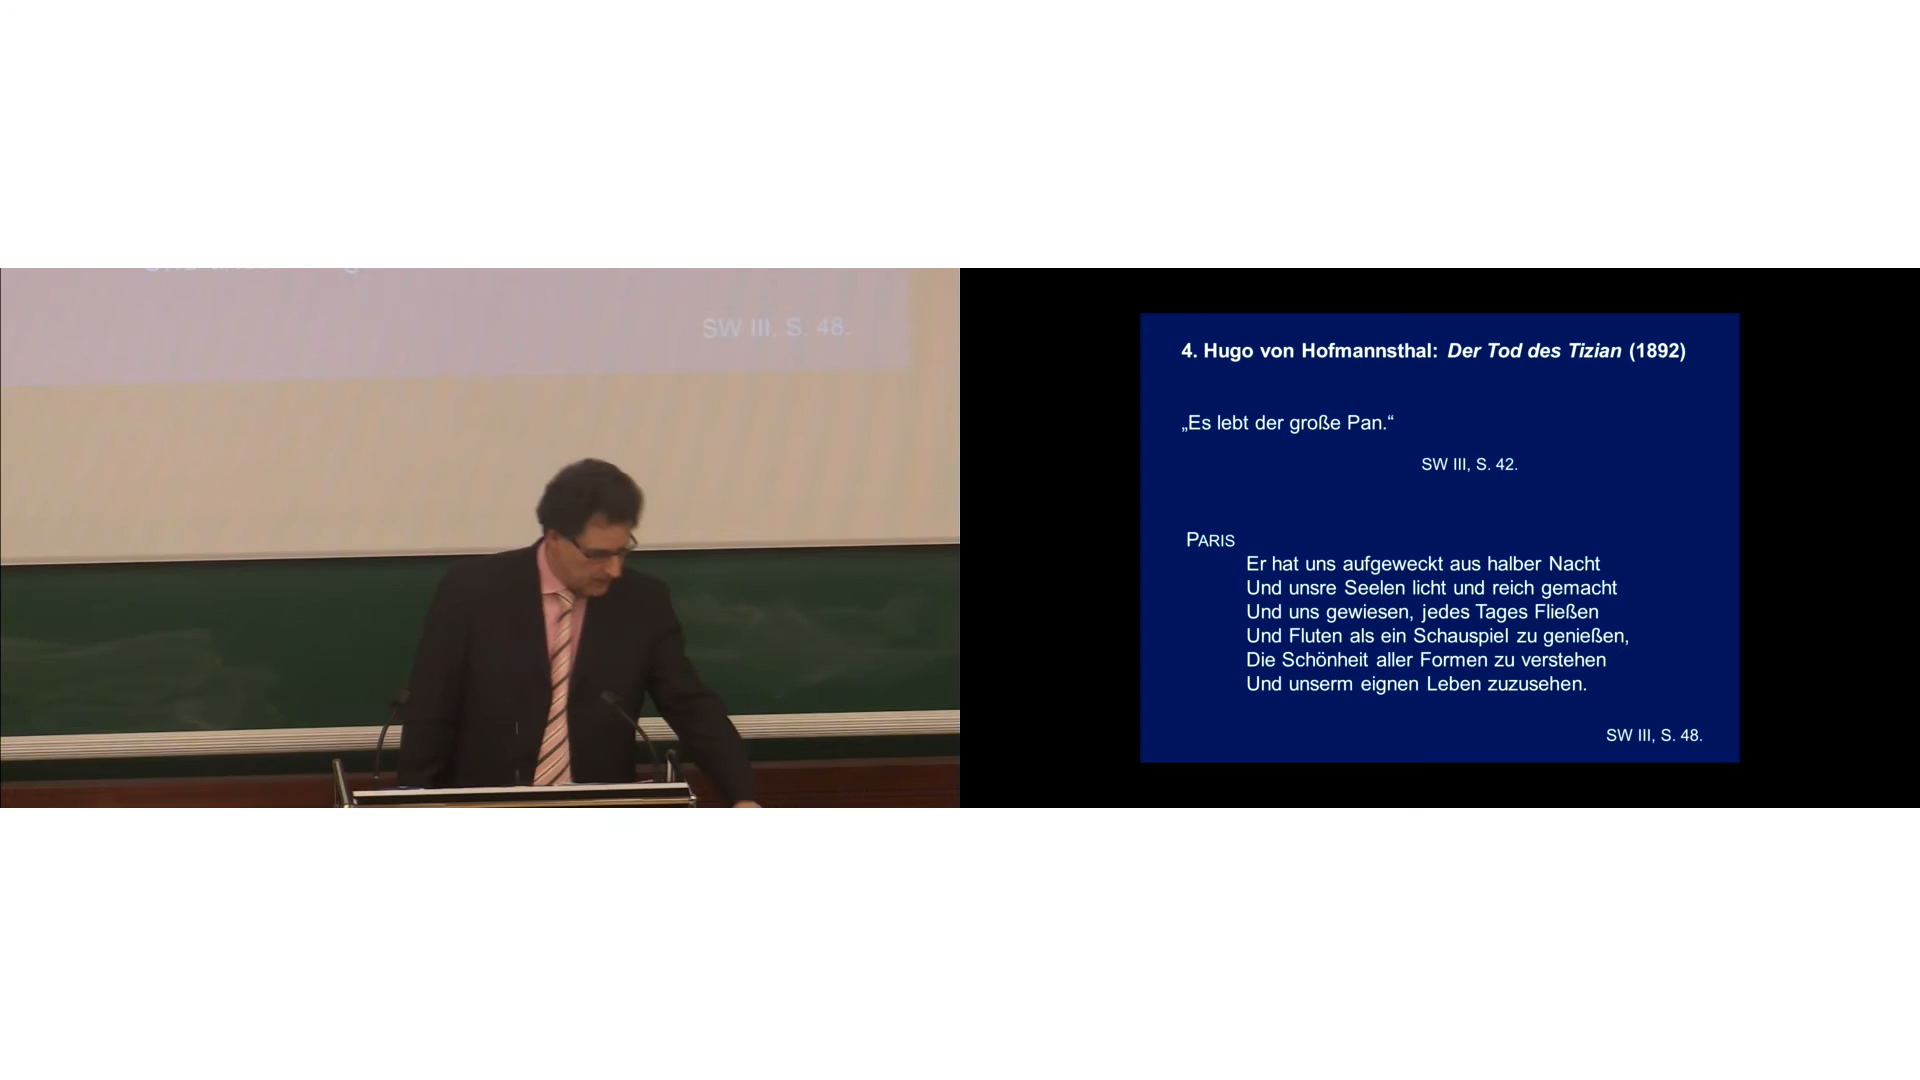 SW III, S. 48.
4. Hugo von Hofmannsthal: Der Tod des Tizian (1892)
„Es lebt der große Pan.“
SW III, S. 42.
PARIS
Er hat uns aufgeweckt aus halber Nacht
Und unsre Seelen licht und reich gemacht
Und uns gewiesen, jedes Tages Fließen
Und Fluten als ein Schauspiel zu genießen,
Die Schönheit aller Formen zu verstehen
Und unserm eignen Leben zuzusehen.
SW III, S. 48.